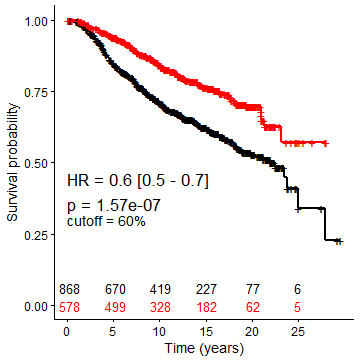 1.00
0.75
0.50
0.25
0.00
Survival probability
HR = 0.6 [0.5 - 0.7]
p = 1.57e-07
cutoff = 60%
868 670 419 227 77 6
578 499 328 182 62 5
0 5 10 15 20 25
Time (years)